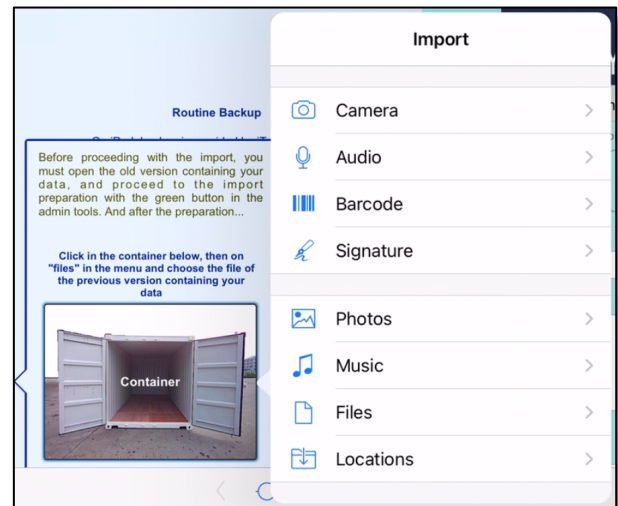 Import
Routine Backup
Before proceeding with the import, you
must open the old version containing your
data, and proceed to the import
preparation with the green button in the
admin tools. And after the preparation...
Click in the container below, then on
"files" in the menu and choose the file of
the previous version containing your
data
Container
Camera
Audio
Barcode
Signature
Photos
Music
Files
Locations